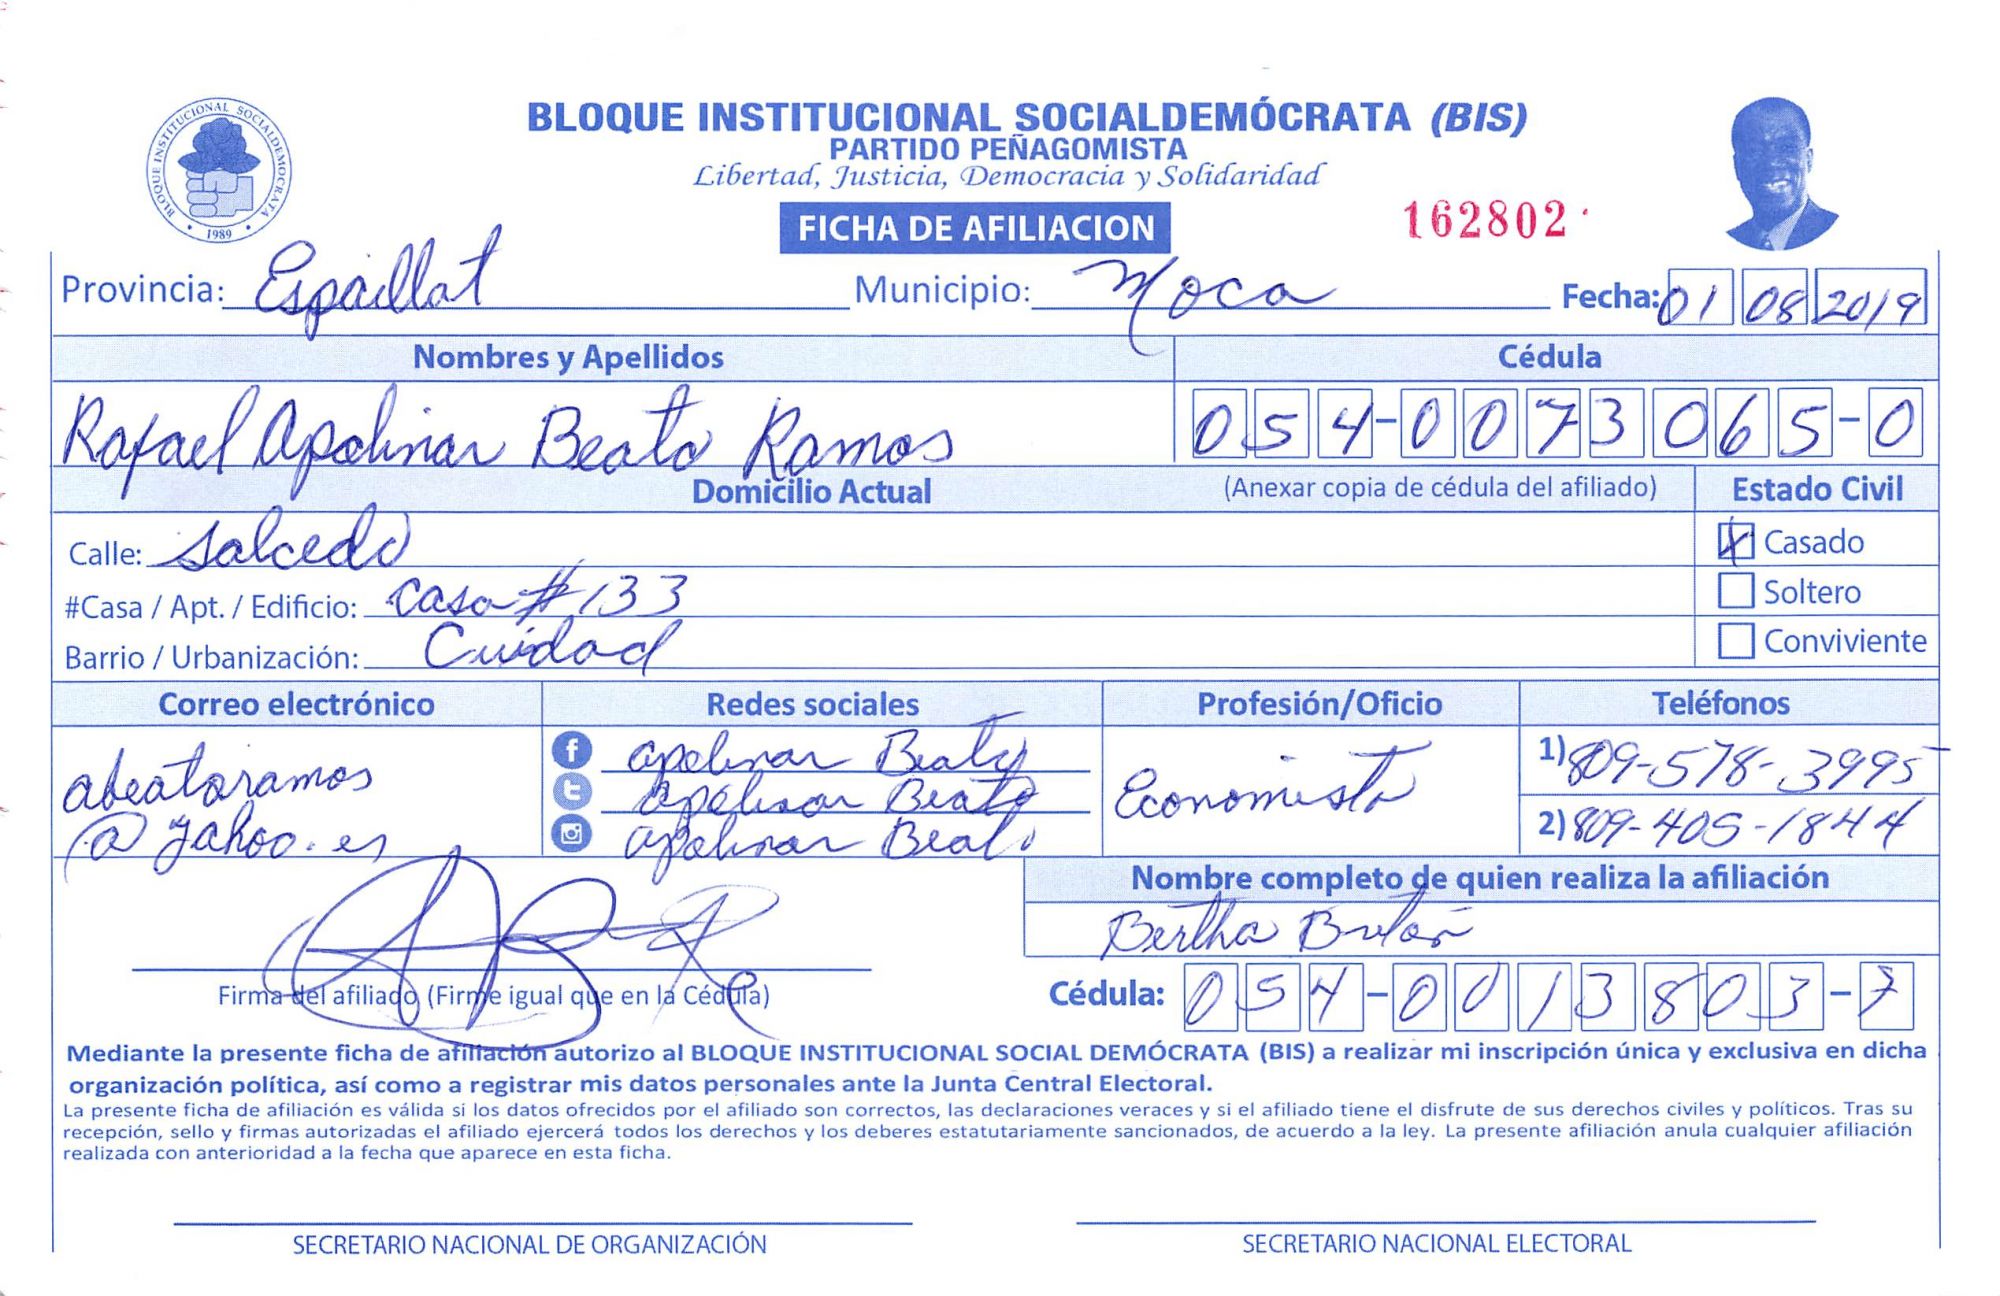 BLOQUE INSTITUCIONAL SOCIALDEMOCRATA
1989
BLOQUE INSTITUCIONAL SOCIALDEMÓCRATA (BIS)
PARTIDO PEÑAGOMISTA
Libertad, Justicia, Democracia y Solidaridad
FICHA DE AFILIACION
162802
Provincia: Espaillat Municipio: Moca Fecha: 01 08 2019
Nombres y Apellidos Cédula
Rafael Apolinar Beato Ramos 054-0073065-0
Domicilio Actual (Anexar copia de cédula del afiliado) Estado Civil
Calle: Salcedo X Casado
#Casa / Apt. / Edificio: Casa # 133 Soltero
Barrio / Urbanización: Cuidad Conviviente
Correo electrónico Redes sociales Profesión/Oficio Teléfonos
abeatoramos apolinar Beato Economista 1) 809-578-3995
apolinar Beato
@yahoo.es apolinar Beato 2) 809-405-1844
Nombre completo de quien realiza la afiliación
Bertha Brito
Firma del afiliado (Firme igual que en la Cédula) Cédula: 054-0013803-7
Mediante la presente ficha de afiliación autorizo al BLOQUE INSTITUCIONAL SOCIAL DEMÓCRATA (BIS) a realizar mi inscripción única y exclusiva en dicha
organización política, así como a registrar mis datos personales ante la Junta Central Electoral.
La presente ficha de afiliación es válida si los datos ofrecidos por el afiliado son correctos, las declaraciones veraces y si el afiliado tiene el disfrute de sus derechos civiles y políticos. Tras su
recepción, sello y firmas autorizadas el afiliado ejercerá todos los derechos y los deberes estatutariamente sancionados, de acuerdo a la ley. La presente afiliación anula cualquier afiliación
realizada con anterioridad a la fecha que aparece en esta ficha.
SECRETARIO NACIONAL DE ORGANIZACIÓN SECRETARIO NACIONAL ELECTORAL